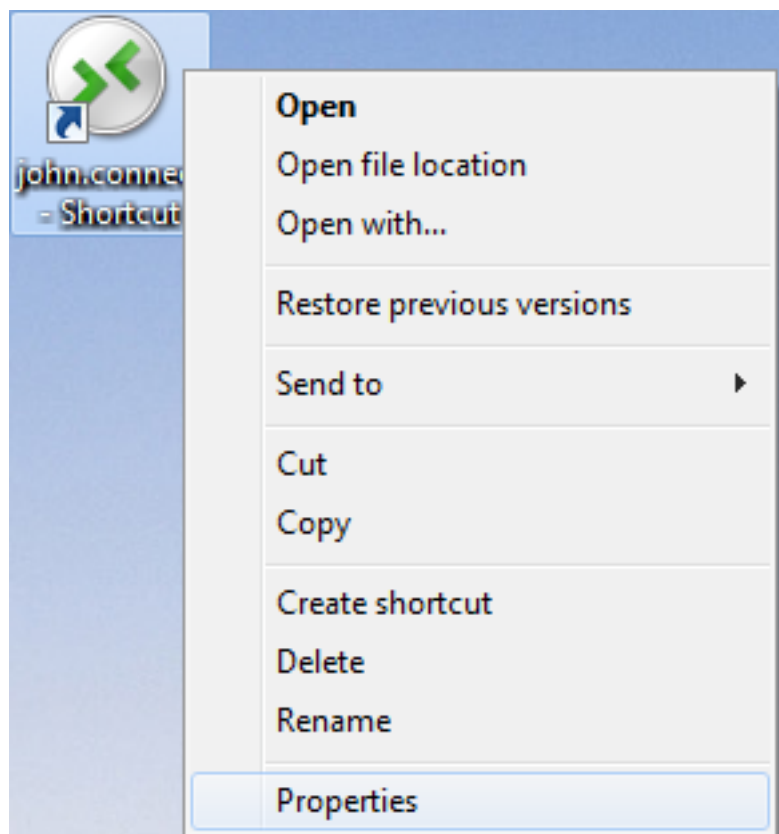 john.conne
- Shortcut
Open
Open file location
Open with...
Restore previous versions
Send to
Cut
Copy
Create shortcut
Delete
Rename
Properties